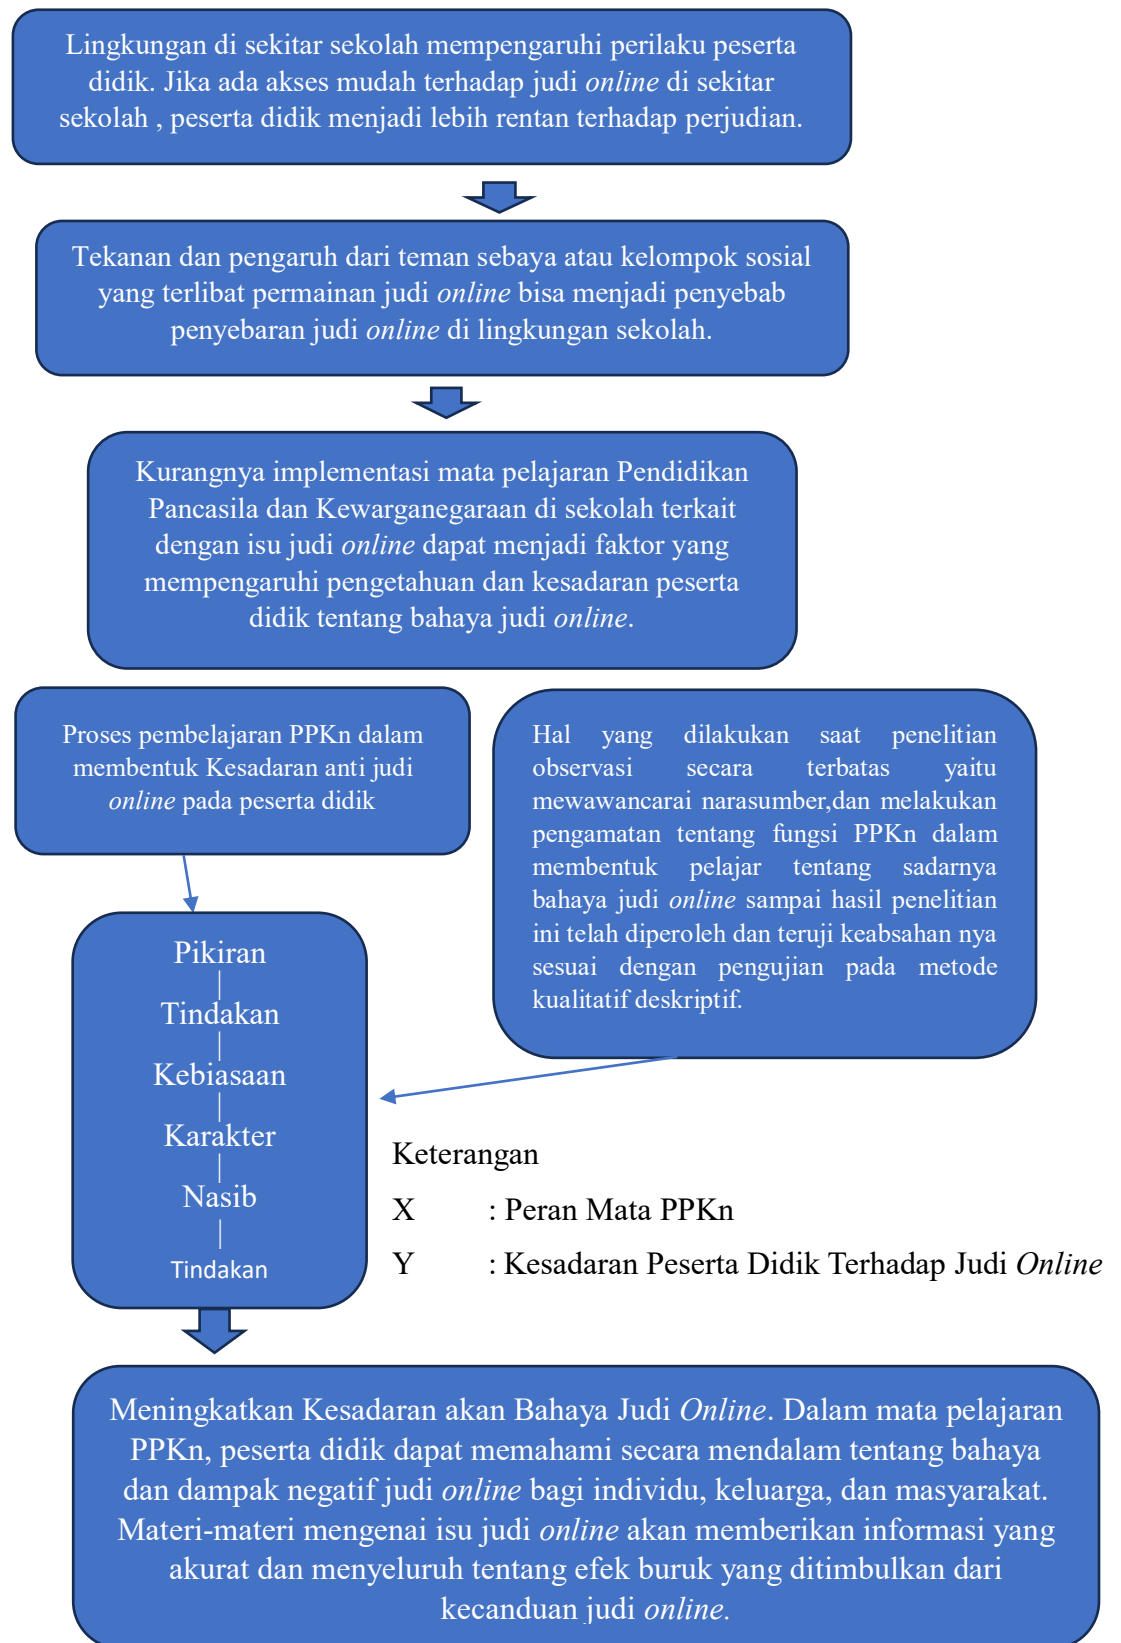 Lingkungan di sekitar sekolah mempengaruhi perilaku peserta
didik. Jika ada akses mudah terhadap judi online di sekitar
sekolah , peserta didik menjadi lebih rentan terhadap perjudian.
Tekanan dan pengaruh dari teman sebaya atau kelompok sosial
yang terlibat permainan judi online bisa menjadi penyebab
penyebaran judi online di lingkungan sekolah.
Kurangnya implementasi mata pelajaran Pendidikan
Pancasila dan Kewarganegaraan di sekolah terkait
dengan isu judi online dapat menjadi faktor yang
mempengaruhi pengetahuan dan kesadaran peserta
didik tentang bahaya judi online.
Proses pembelajaran PPKn dalam
membentuk Kesadaran anti judi
online pada peserta didik
Hal yang dilakukan saat penelitian
observasi secara terbatas yaitu
mewawancarai narasumber,dan melakukan
pengamatan tentang fungsi PPKn dalam
membentuk pelajar tentang sadarnya
bahaya judi online sampai hasil penelitian
ini telah diperoleh dan teruji keabsahan nya
sesuai dengan pengujian pada metode
kualitatif deskriptif.
Pikiran
Tindakan
Kebiasaan
Karakter
Nasib
Tindakan
Keterangan
X : Peran Mata PPKn
Y : Kesadaran Peserta Didik Terhadap Judi Online
Meningkatkan Kesadaran akan Bahaya Judi Online. Dalam mata pelajaran
PPKn, peserta didik dapat memahami secara mendalam tentang bahaya
dan dampak negatif judi online bagi individu, keluarga, dan masyarakat.
Materi-materi mengenai isu judi online akan memberikan informasi yang
akurat dan menyeluruh tentang efek buruk yang ditimbulkan dari
kecanduan judi online.